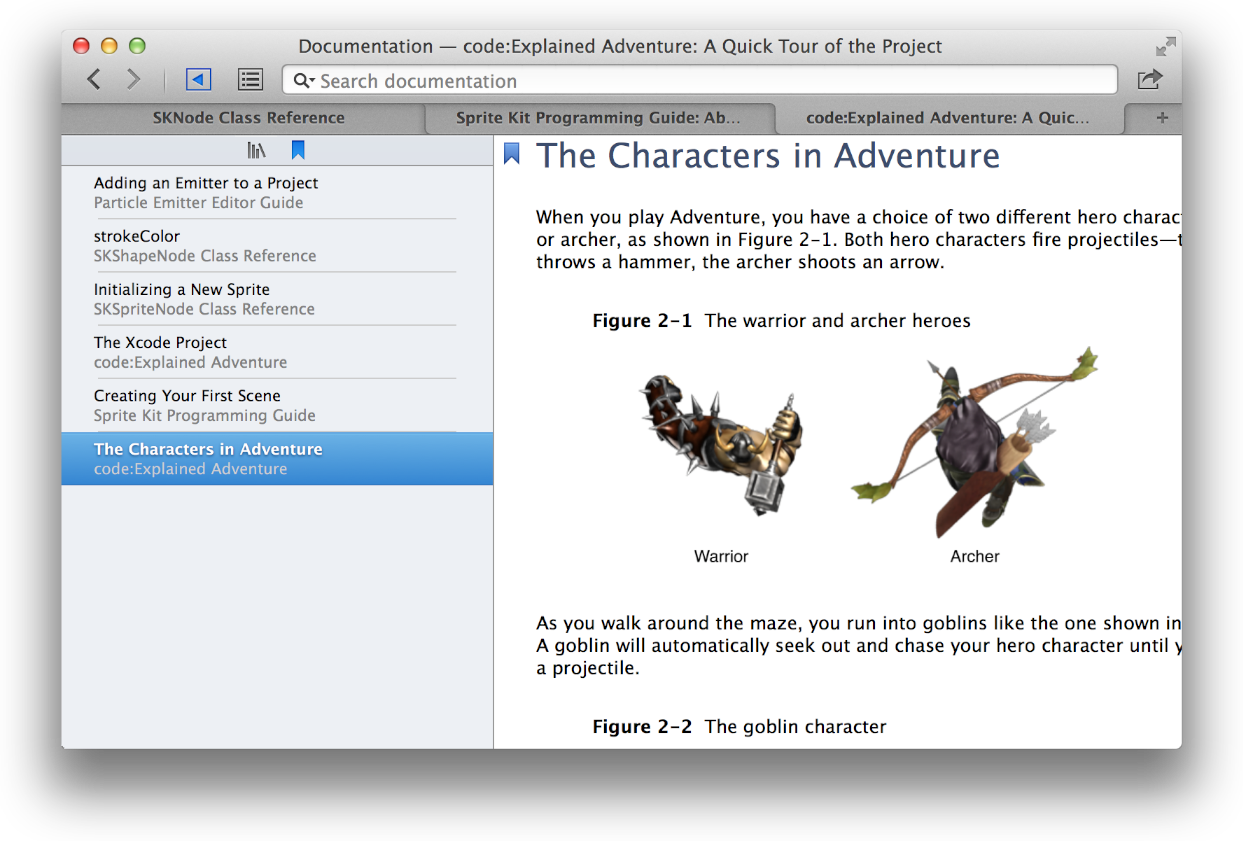 Documentation — code:Explained Adventure: A Quick Tour of the Project
Search documentation
SKNode Class Reference
Sprite Kit Programming Guide: Ab...
code:Explained Adventure: A Quic...
+
Adding an Emitter to a Project
Particle Emitter Editor Guide
strokeColor
SKShapeNode Class Reference
Initializing a New Sprite
SKSpriteNode Class Reference
The Xcode Project
code:Explained Adventure
Creating Your First Scene
Sprite Kit Programming Guide
The Characters in Adventure
code:Explained Adventure
The Characters in Adventure
When you play Adventure, you have a choice of two different hero charac
or archer, as shown in Figure 2-1. Both hero characters fire projectiles—t
throws a hammer, the archer shoots an arrow.
Figure 2-1 The warrior and archer heroes
Warrior
Archer
As you walk around the maze, you run into goblins like the one shown in
A goblin will automatically seek out and chase your hero character until y
a projectile.
Figure 2-2 The goblin character